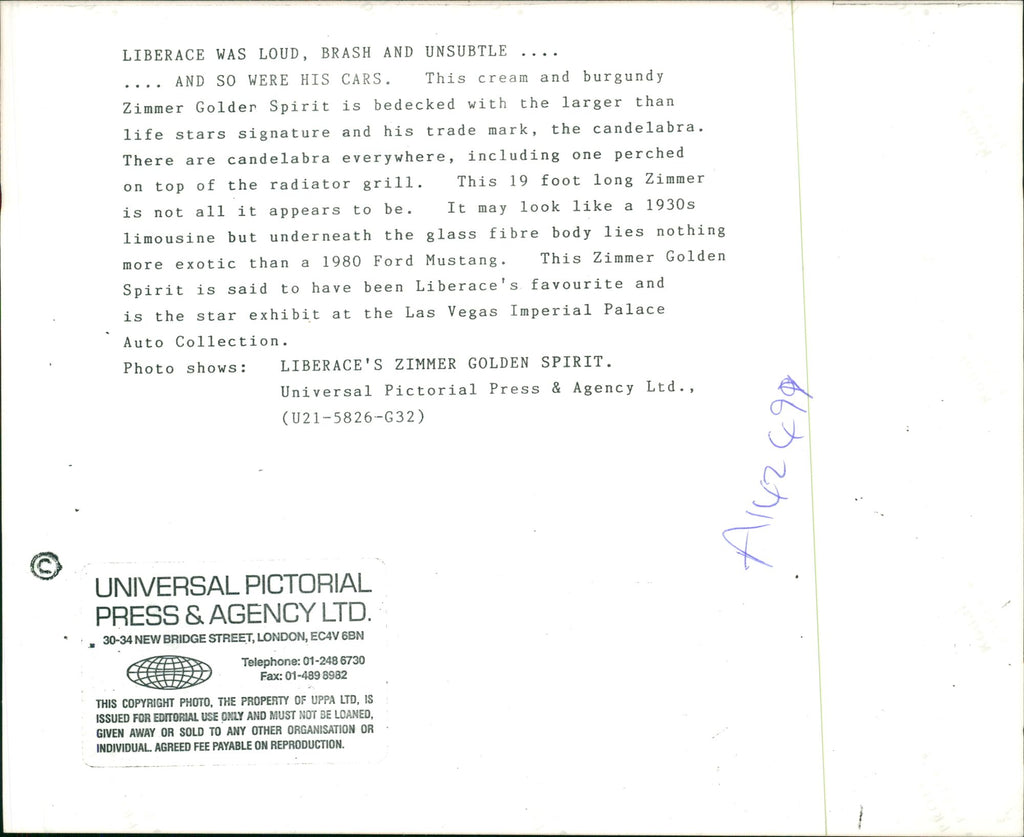 LIBERACE WAS LOUD, BRASH AND UNSUBTLE ....
.... AND SO WERE HIS CARS. This cream and burgundy
Zimmer Golden Spirit is bedecked with the larger than
life stars signature and his trade mark, the candelabra.
There are candelabra everywhere, including one perched
on top of the radiator grill. This 19 foot long Zimmer
is not all it appears to be. It may look like a 1930s
limousine but underneath the glass fibre body lies nothing
more exotic than a 1980 Ford Mustang. This Zimmer Golden
Spirit is said to have been Liberace's favourite and
is the star exhibit at the Las Vegas Imperial Palace
Auto Collection.
Photo shows: LIBERACE'S ZIMMER GOLDEN SPIRIT.
Universal Pictorial Press & Agency Ltd.,
(U21-5826-G32)
©
UNIVERSAL PICTORIAL
PRESS & AGENCY LTD.
30-34 NEW BRIDGE STREET, LONDON, EC4V 6BN
Telephone: 01-248 6730
Fax: 01-489 8982
THIS COPYRIGHT PHOTO, THE PROPERTY OF UPPA LTD, IS
ISSUED FOR EDITORIAL USE ONLY AND MUST NOT BE LOANED,
GIVEN AWAY OR SOLD TO ANY OTHER ORGANISATION OR
INDIVIDUAL. AGREED FEE PAYABLE ON REPRODUCTION.